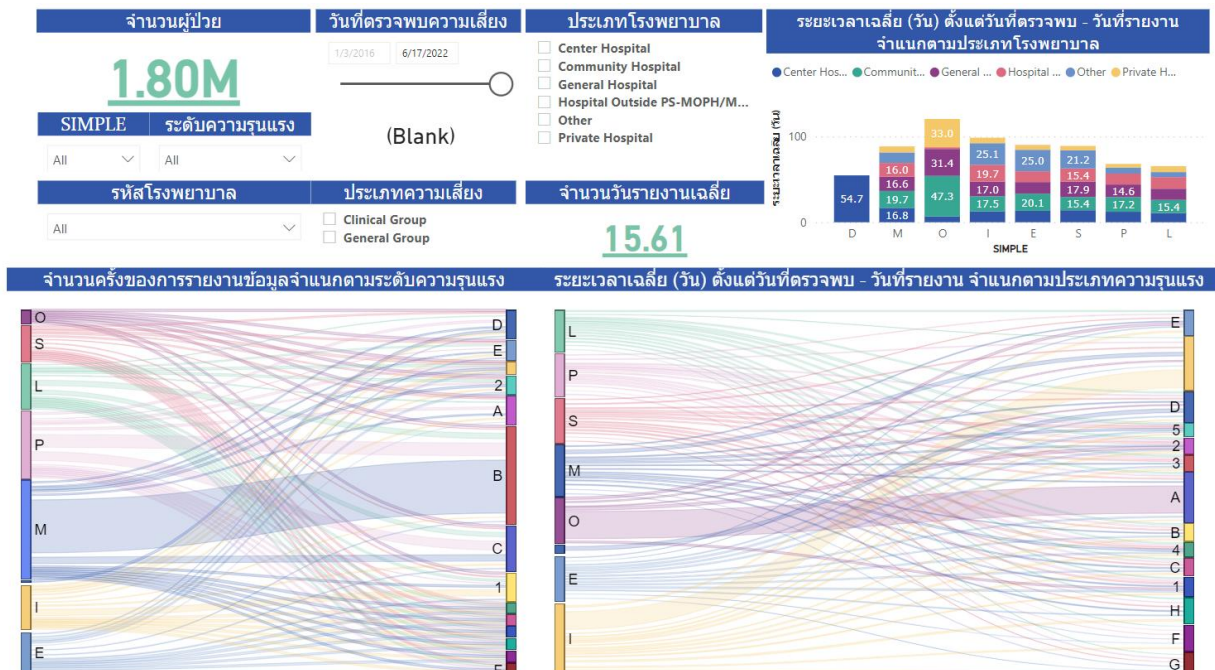 จำนวนผู้ป่วย
1.80M
SIMPLE
ระดับความรุนแรง
All
All
รหัสโรงพยาบาล
All
วันที่ตรวจพบความเสี่ยง
1/3/2016
6/17/2022
(Blank)
ประเภทความเสี่ยง
Clinical Group
General Group
ประเภทโรงพยาบาล
Center Hospital
Community Hospital
General Hospital
Hospital Outside PS-MOPH/M...
Other
Private Hospital
จำนวนวันรายงานเฉลี่ย
15.61
ระยะเวลาเฉลี่ย (วัน) ตั้งแต่วันที่ตรวจพบ - วันที่รายงาน
จำแนกตามประเภทโรงพยาบาล
Center Hos...
Communit...
General ...
Hospital ...
Other
Private H...
ระยะเวลาเฉลี่ย (วัน)
100
0
54.7
16.0
16.6
19.7
16.8
33.0
31.4
47.3
25.1
19.7
17.0
17.5
25.0
20.1
21.2
15.4
17.9
15.4
14.6
17.2
15.4
D
M
O
I
E
S
P
L
SIMPLE
จำนวนครั้งของการรายงานข้อมูลจำแนกตามระดับความรุนแรง
O
S
L
P
M
I
E
D
E
2
A
B
C
1
F
ระยะเวลาเฉลี่ย (วัน) ตั้งแต่วันที่ตรวจพบ - วันที่รายงาน จำแนกตามประเภทความรุนแรง
L
P
S
M
O
E
I
E
D
5
2
3
A
B
4
C
1
H
F
G